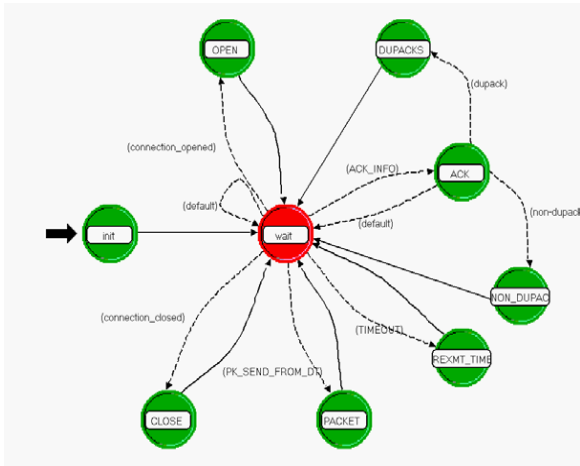 OPEN
DUPACKS
(dupack)
(connection_opened)
(ACK_INFO)
ACK
(default)
(default)
(non-dupack
init
wait
NON_DUPAC
(connection_closed)
(TIMEOUT)
REXMT_TIME
(PK_SEND_FROM_DT)
CLOSE
PACKET